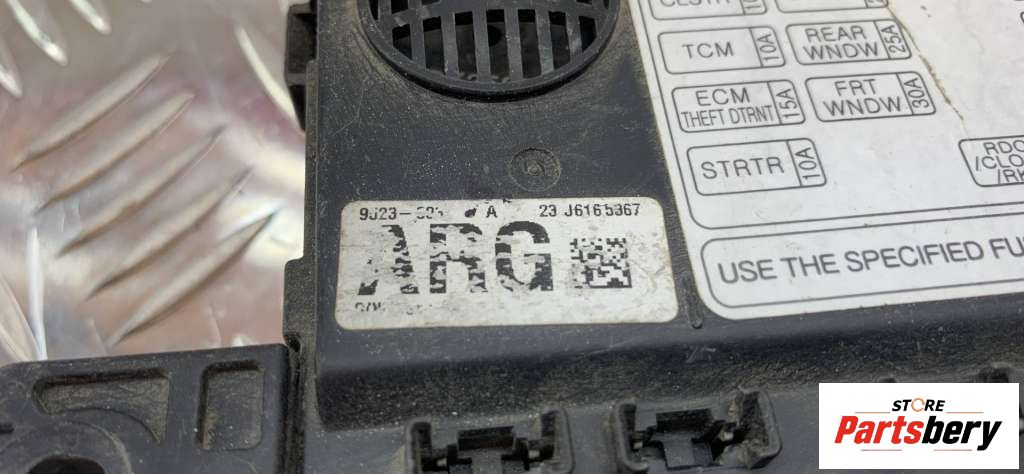 CLSTR
TCM 10A
REAR WNDW 25A
ECM THEFT DTRNT 15A
FRT WNDW 30A
STRTR 10A
A 23 J6165367
ARG
USE THE SPECIFIED
STORE
Partsbery